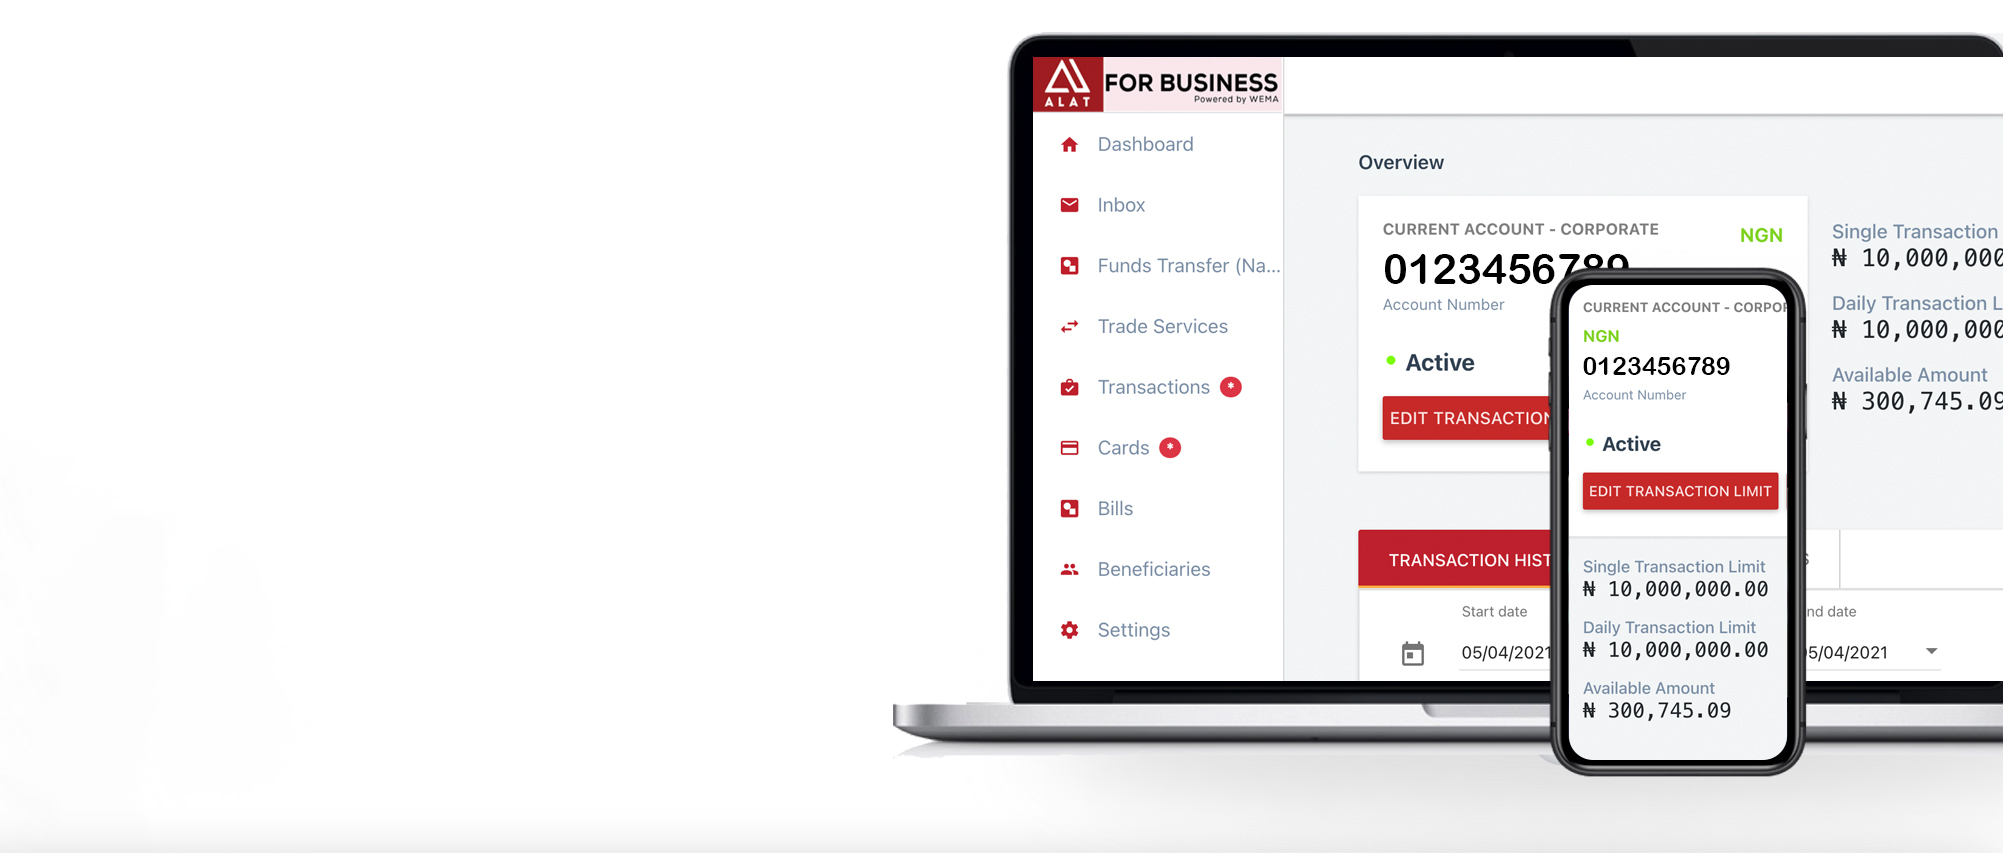 ALAT
FOR BUSINESS
Powered by WEMA
Dashboard
Inbox
Funds Transfer (Na...
Trade Services
Transactions *
Cards *
Bills
Beneficiaries
Settings
Overview
CURRENT ACCOUNT - CORPORATE
NGN
0123456789
Account Number
Active
EDIT TRANSACTION
Single Transaction
₦ 10,000,000
Daily Transaction L
₦ 10,000,000
Available Amount
₦ 300,745.09
TRANSACTION HIST
S
Start date
05/04/2021
nd date
05/04/2021
CURRENT ACCOUNT - CORPOR
NGN
0123456789
Account Number
Active
EDIT TRANSACTION LIMIT
Single Transaction Limit
₦ 10,000,000.00
Daily Transaction Limit
₦ 10,000,000.00
Available Amount
₦ 300,745.09